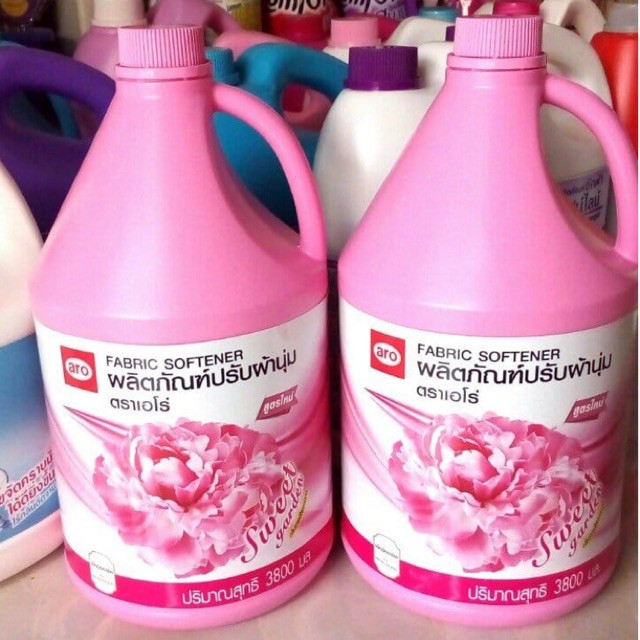 aro
FABRIC SOFTENER
ผลิตภัณฑ์ปรับผ้านุ่ม
ตราเอโร่
สูตรใหม่
Sweet
garden
ปริมาณสุทธิ 3800 มล.
aro
FABRIC SOFTENER
ผลิตภัณฑ์ปรับผ้านุ่ม
ตราเอโร่
สูตรใหม่
Sweet
garden
ปริมาณสุทธิ 3800 มล.